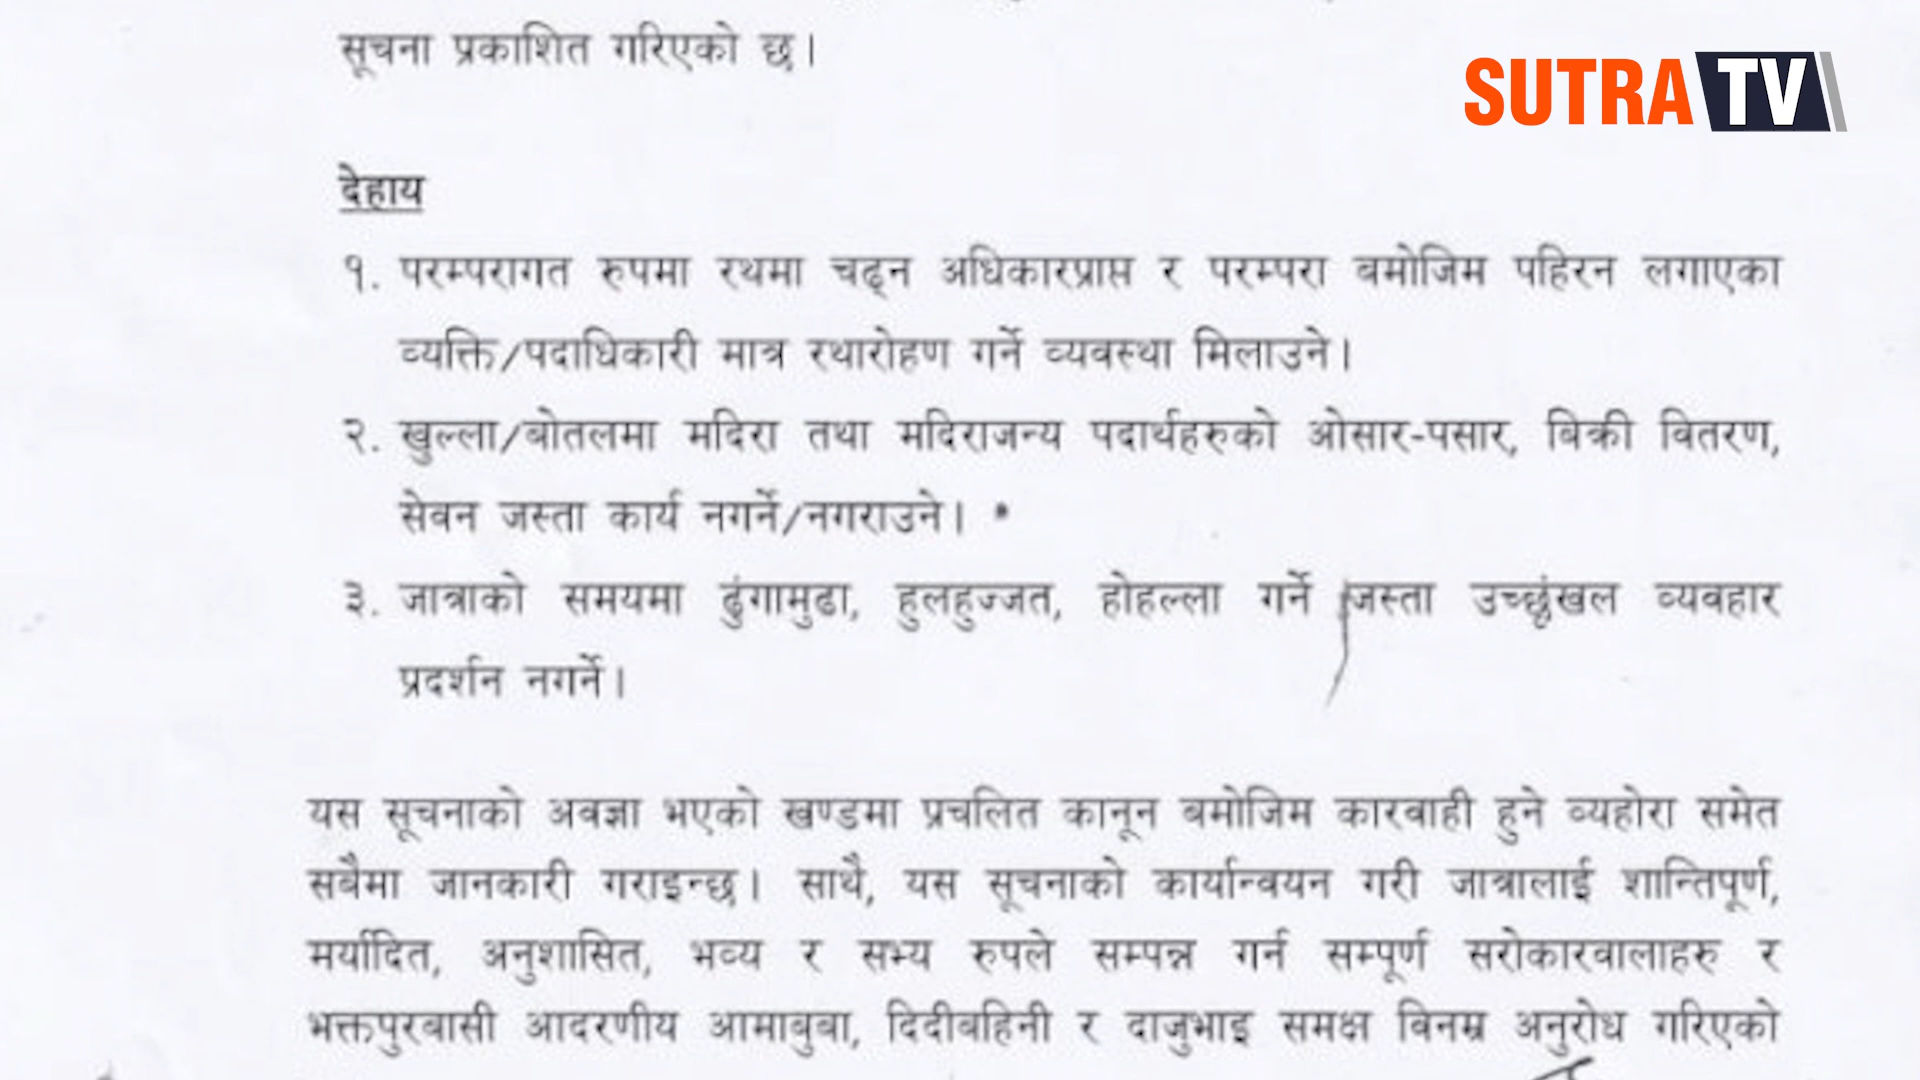 सूचना प्रकाशित गरिएको छ।
SUTRA TV
देहाय
१. परम्परागत रुपमा रथमा चढ्न अधिकारप्राप्त र परम्परा बमोजिम पहिरन लगाएका
व्यक्ति/पदाधिकारी मात्र रथारोहण गर्ने व्यवस्था मिलाउने।
२. खुल्ला/बोतलमा मदिरा तथा मदिराजन्य पदार्थहरुको ओसार-पसार, बिक्री वितरण,
सेवन जस्ता कार्य नगर्ने/नगराउने।
३. जात्राको समयमा ढुंगामुढा, हुलहुज्जत, होहल्ला गर्ने जस्ता उच्छृंखल व्यवहार
प्रदर्शन नगर्ने।
यस सूचनाको अवज्ञा भएको खण्डमा प्रचलित कानून बमोजिम कारवाही हुने व्यहोरा समेत
सबैमा जानकारी गराइन्छ। साथै, यस सूचनाको कार्यान्वयन गरी जात्रालाई शान्तिपूर्ण,
मर्यादित, अनुशासित, भव्य र सभ्य रुपले सम्पन्न गर्न सम्पूर्ण सरोकारवालाहरु र
भक्तपुरबासी आदरणीय आमाबुबा, दिदीबहिनी र दाजुभाइ समक्ष विनम्र अनुरोध गरिएको